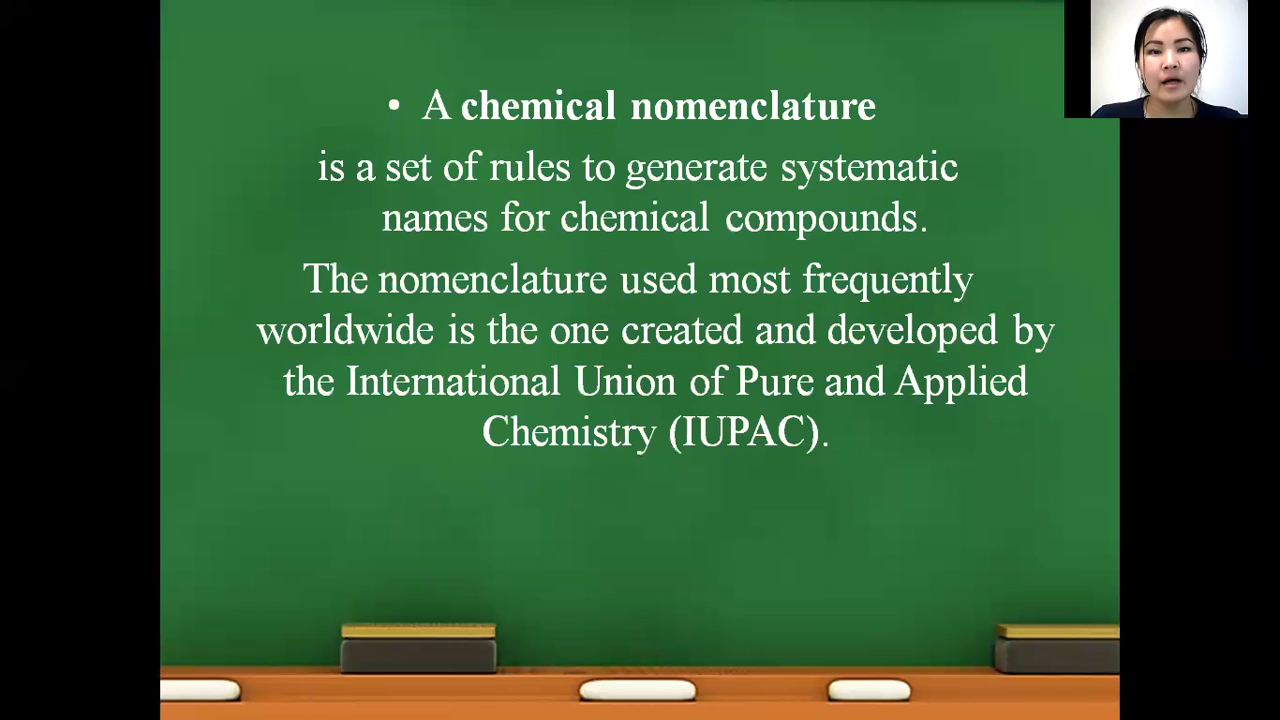 • A chemical nomenclature
is a set of rules to generate systematic
names for chemical compounds.
The nomenclature used most frequently
worldwide is the one created and developed by
the International Union of Pure and Applied
Chemistry (IUPAC).